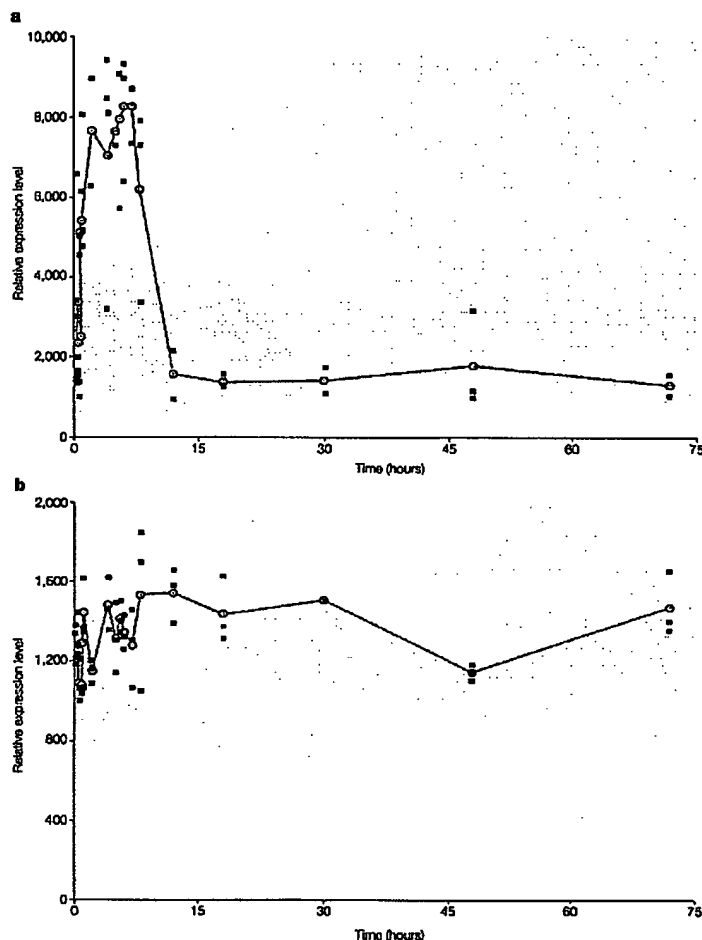 a
10,000
8,000
6,000
4,000
2,000
0
Relative expression level
0 15 30 45 60 75
Time (hours)
b
2,000
1,600
1,200
800
400
0
Relative expression level
0 15 30 45 60 75
Time (hours)